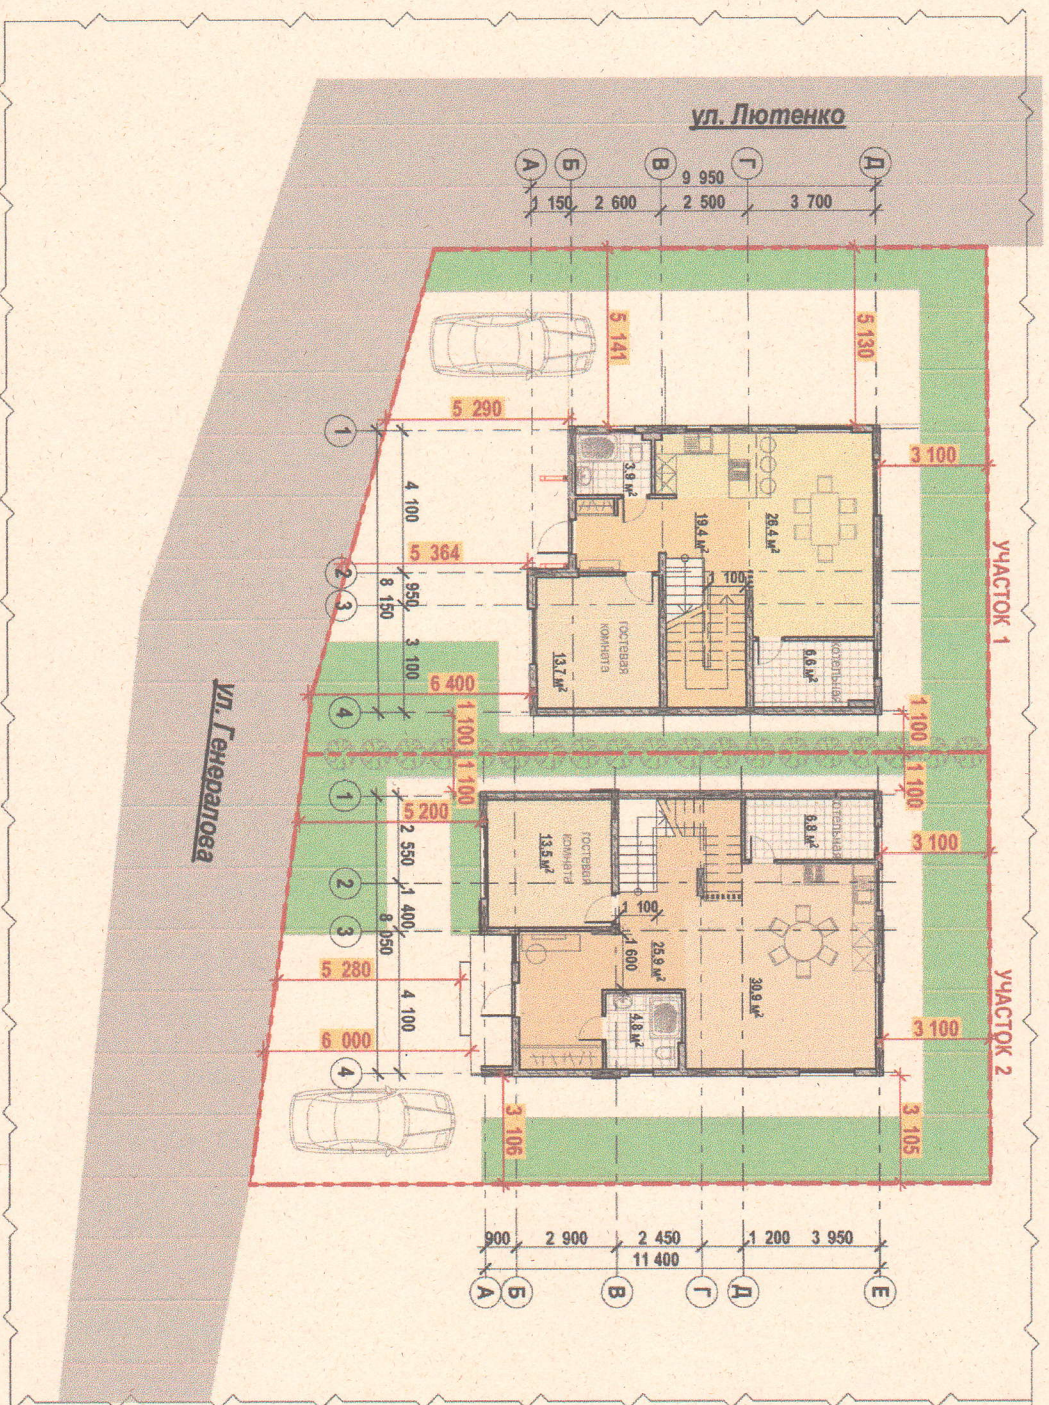 ул. Лютенко
А
Б
В
Г
Д
9 950
1 150
2 600
2 500
3 700
5 141
5 130
5 290
3 100
1
4 100
3,9 м²
19,4 м²
26,4 м²
УЧАСТОК 1
5 364
2
950
1 100
8 150
3
3 100
гостевая
комната
13,7 м²
котельная
6,6 м²
6 400
4
1 100
1 100
ул. Генералова
1 100
1 100
1
5 200
2 550
гостевая
комната
13,5 м²
котельная
6,8 м²
3 100
2
1 400
1 100
3
8 050
1 600
25,9 м²
30,9 м²
УЧАСТОК 2
5 280
4 100
4,8 м²
3 100
6 000
4
3 106
3 105
900
2 900
2 450
1 200
3 950
11 400
А
Б
В
Г
Д
Е